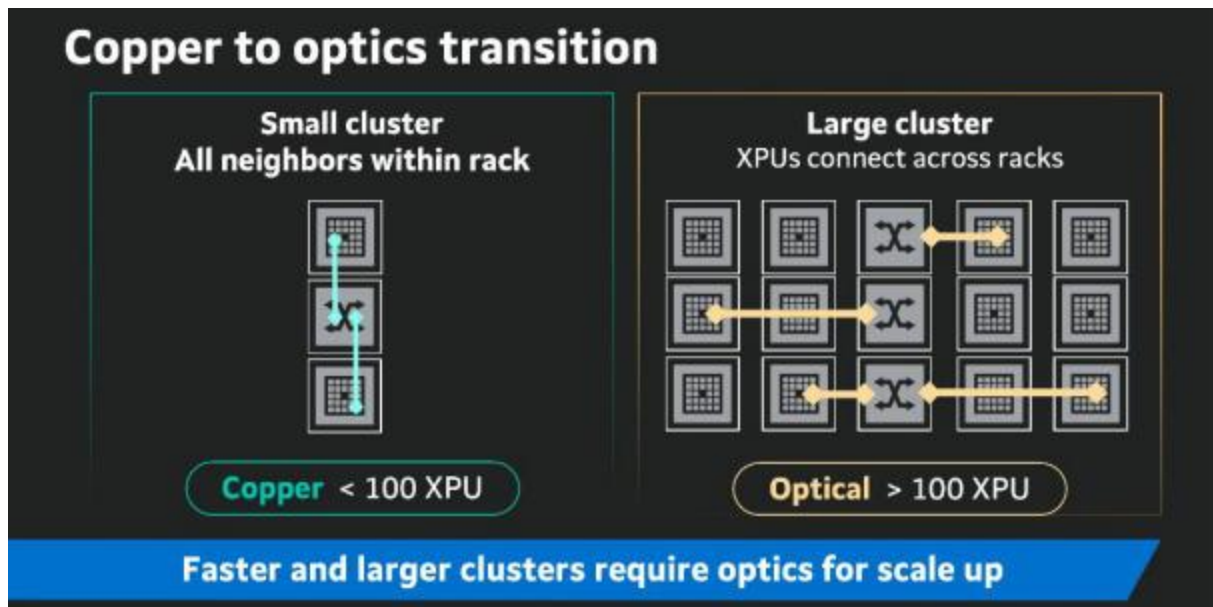 Copper to optics transition
Small cluster
All neighbors within rack
Large cluster
XPUs connect across racks
Copper < 100 XPU
Optical > 100 XPU
Faster and larger clusters require optics for scale up